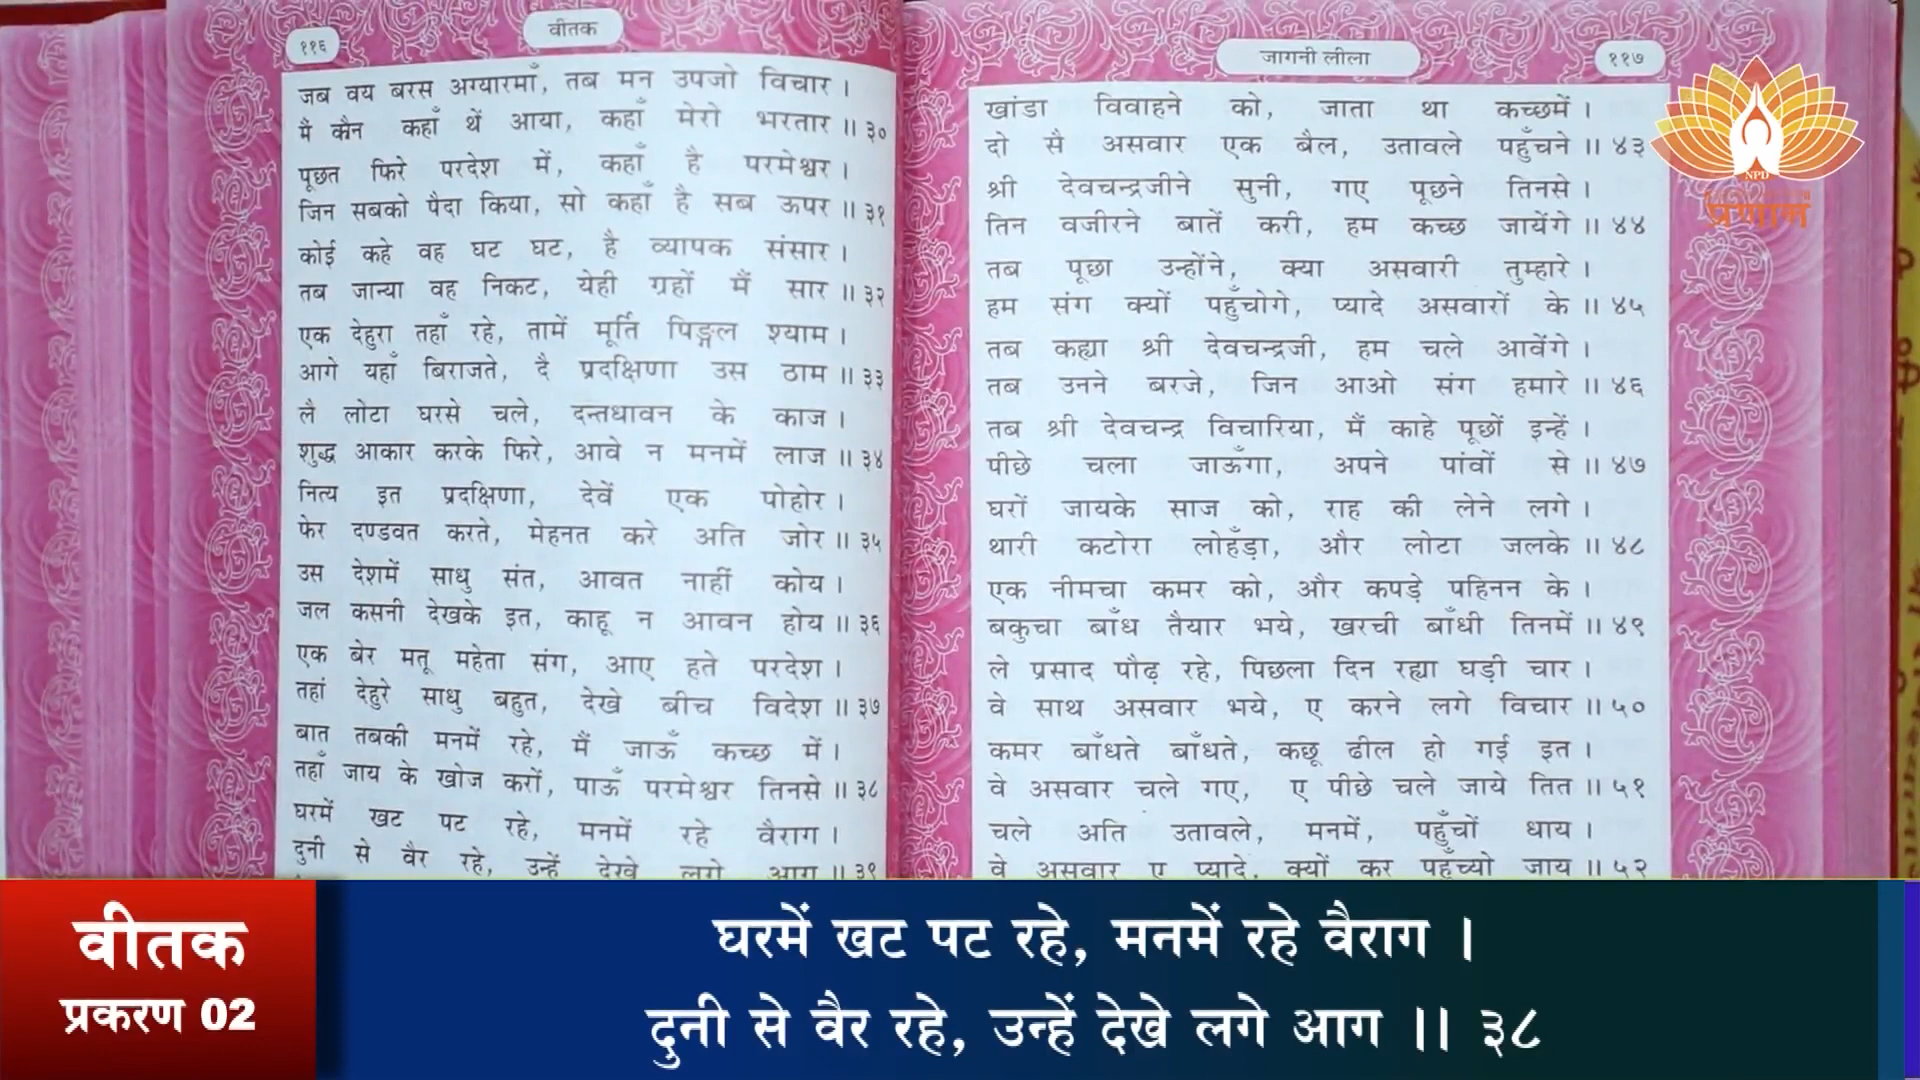 ११६
वीतक
जब वय बरस अग्यारमाँ, तब मन उपजो विचार ।
मैं कौन कहाँ थें आया, कहाँ मेरो भरतार ॥ ३०
पूछत फिरे परदेश में, कहाँ है परमेश्वर ।
जिन सबको पैदा किया, सो कहाँ है सब ऊपर ॥ ३१
कोई कहे वह घट घट, है व्यापक संसार ।
तब जान्या वह निकट, येही ग्रहों मैं सार ॥ ३२
एक देहुरा तहाँ रहे, तामें मूर्ति पिङ्गल श्याम ।
आगे यहाँ बिराजते, दै प्रदक्षिणा उस ठाम ॥ ३३
लै लोटा घरसे चले, दन्तधावन के काज ।
शुद्ध आकार करके फिरे, आवे न मनमें लाज ॥ ३४
नित्य इत प्रदक्षिणा, देवें एक पोहोर ।
फेर दण्डवत करते, मेहनत करे अति जोर ॥ ३५
उस देशमें साधु संत, आवत नाहीं कोय ।
जल कसनी देखके इत, काहू न आवन होय ॥ ३६
एक बेर मतू महेता संग, आए हते परदेश ।
तहां देहुरे साधु बहुत, देखे बीच विदेश ॥ ३७
बात तबकी मनमें रहे, मैं जाऊँ कच्छ में ।
तहाँ जाय के खोज करों, पाऊँ परमेश्वर तिनसे ॥ ३८
घरमें खट पट रहे, मनमें रहे वैराग ।
दुनी से वैर रहे, उन्हें देखे लगे आग ॥ ३९
जागनी लीला
११७
खांडा विवाहने को, जाता था कच्छमें ।
दो सै असवार एक बैल, उतावले पहुँचने ॥ ४३
श्री देवचन्द्रजीने सुनी, गए पूछने तिनसे ।
तिन वजीरने बातें करी, हम कच्छ जायेंगे ॥ ४४
तब पूछा उन्होंने, क्या असवारी तुम्हारे ।
हम संग क्यों पहुँचोगे, प्यादे असवारों के ॥ ४५
तब कह्या श्री देवचन्द्रजी, हम चले आवेंगे ।
तब उनने बरजे, जिन आओ संग हमारे ॥ ४६
तब श्री देवचन्द्र विचारिया, मैं काहे पूछों इन्हें ।
पीछे चला जाऊँगा, अपने पांवों से ॥ ४७
घरों जायके साज को, राह की लेने लगे ।
थारी कटोरा लोहँड़ा, और लोटा जलके ॥ ४८
एक नीमचा कमर को, और कपड़े पहिनन के ।
बकुचा बाँध तैयार भये, खरची बाँधी तिनमें ॥ ४९
ले प्रसाद पौढ़ रहे, पिछला दिन रह्या घड़ी चार ।
वे साथ असवार भये, ए करने लगे विचार ॥ ५०
कमर बाँधते बाँधते, कछू ढील हो गई इत ।
वे असवार चले गए, ए पीछे चले जाये तित ॥ ५१
चले अति उतावले, मनमें, पहुँचों धाय ।
वे असवार ए प्यादे, क्यों कर पहुँच्यो जाय ॥ ५२
NPD
प्रणाम
वीतक
प्रकरण 02
घरमें खट पट रहे, मनमें रहे वैराग ।
दुनी से वैर रहे, उन्हें देखे लगे आग ।। ३८